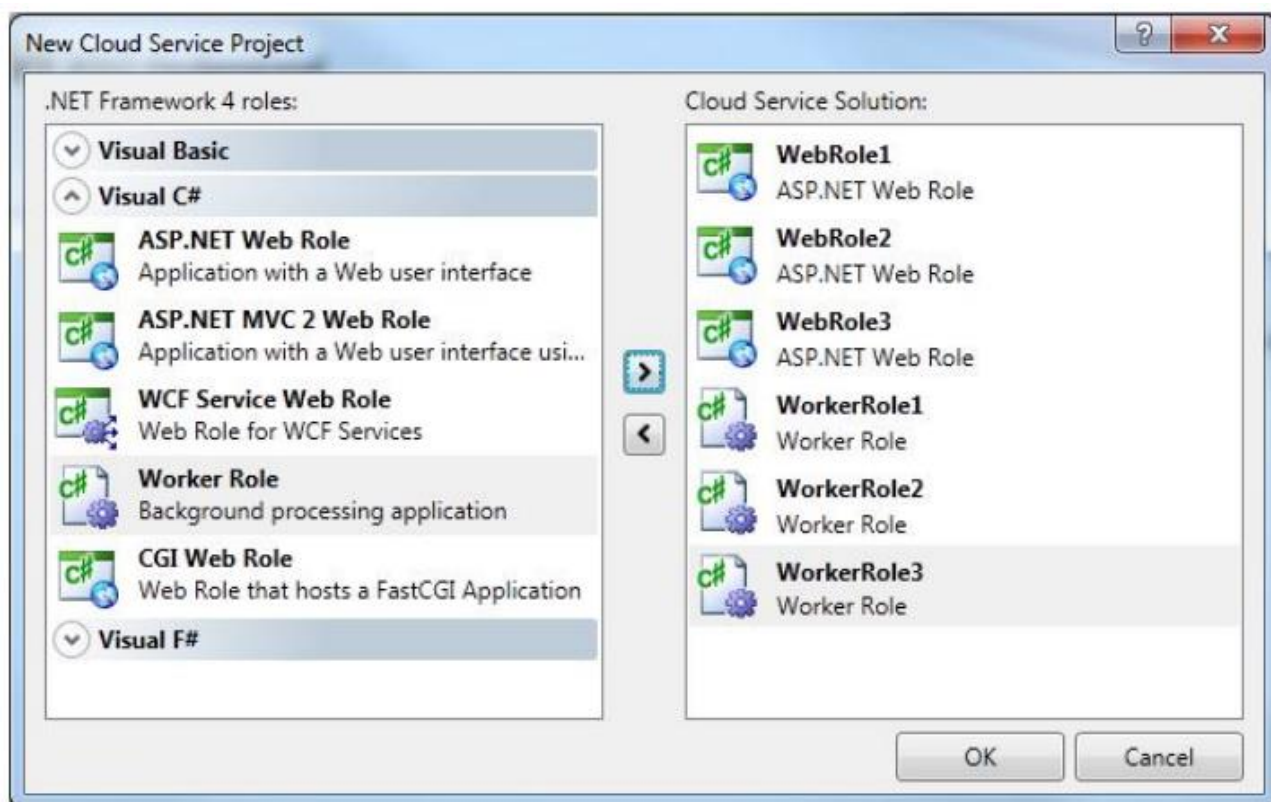 New Cloud Service Project
.NET Framework 4 roles:
Visual Basic
Visual C#
C#
ASP.NET Web Role
Application with a Web user interface
C#
ASP.NET MVC 2 Web Role
Application with a Web user interface usi...
C#
WCF Service Web Role
Web Role for WCF Services
C#
Worker Role
Background processing application
C#
CGI Web Role
Web Role that hosts a FastCGI Application
Visual F#
Cloud Service Solution:
C#
WebRole1
ASP.NET Web Role
C#
WebRole2
ASP.NET Web Role
C#
WebRole3
ASP.NET Web Role
C#
WorkerRole1
Worker Role
C#
WorkerRole2
Worker Role
C#
WorkerRole3
Worker Role
OK
Cancel